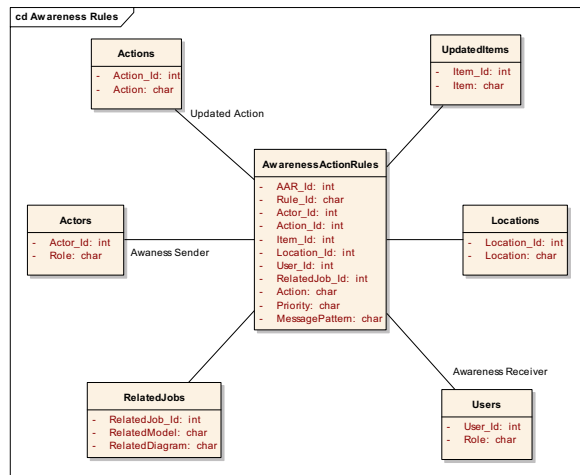 cd Awareness Rules
Actions
- Action_Id: int
- Action: char
UpdatedItems
- Item_Id: int
- Item: char
Updated Action
AwarenessActionRules
- AAR_Id: int
- Rule_Id: char
- Actor_Id: int
- Action_Id: int
- Item_Id: int
- Location_Id: int
- User_Id: int
- RelatedJob_Id: int
- Action: char
- Priority: char
- MessagePattern: char
Actors
- Actor_Id: int
- Role: char
Awaness Sender
Locations
- Location_Id: int
- Location: char
RelatedJobs
- RelatedJob_Id: int
- RelatedModel: char
- RelatedDiagram: char
Awareness Receiver
Users
- User_Id: int
- Role: char